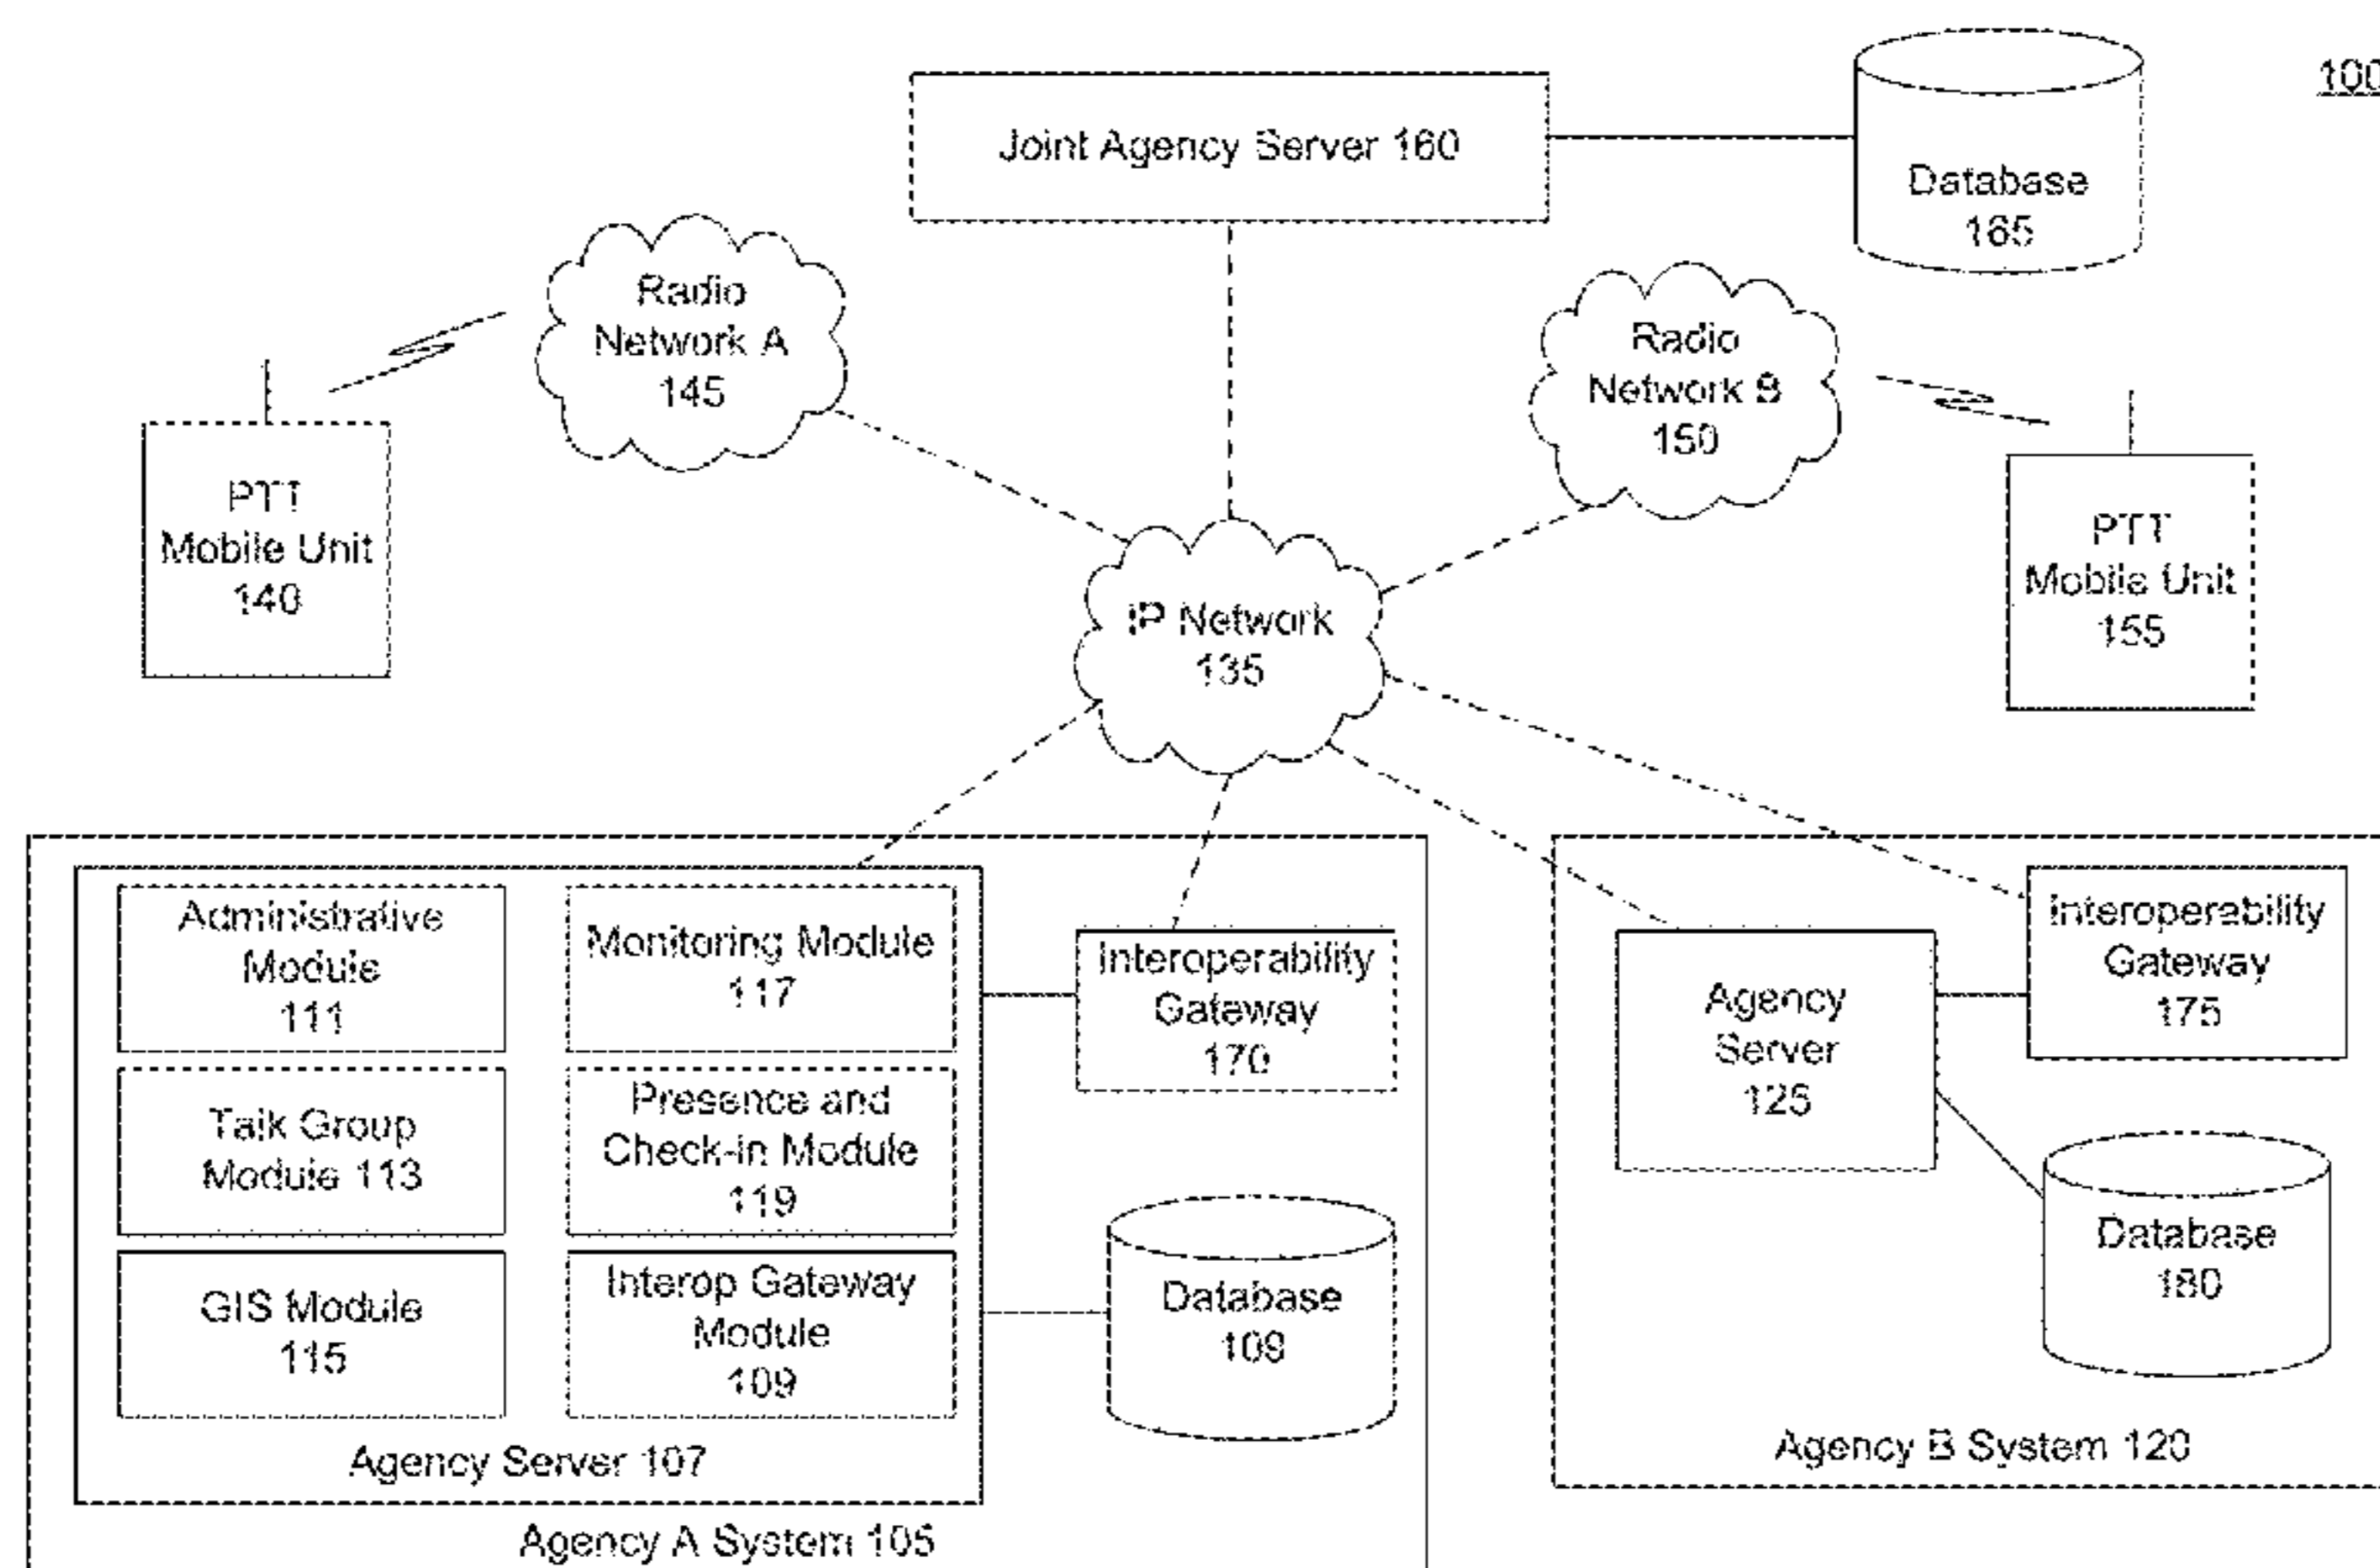 100
Joint Agency Server 160
Database
165
Radio
Network A
145
Radio
Network B
150
PTT
Mobile Unit
140
PTT
Mobile Unit
155
IP Network
135
Administrative
Module
111
Monitoring Module
117
Interoperability
Gateway
170
Talk Group
Module 113
Presence and
Check-in Module
119
GIS Module
115
Interop Gateway
Module
109
Database
109
Agency Server 107
Agency A System 105
Interoperability
Gateway
175
Agency
Server
125
Database
180
Agency B System 120